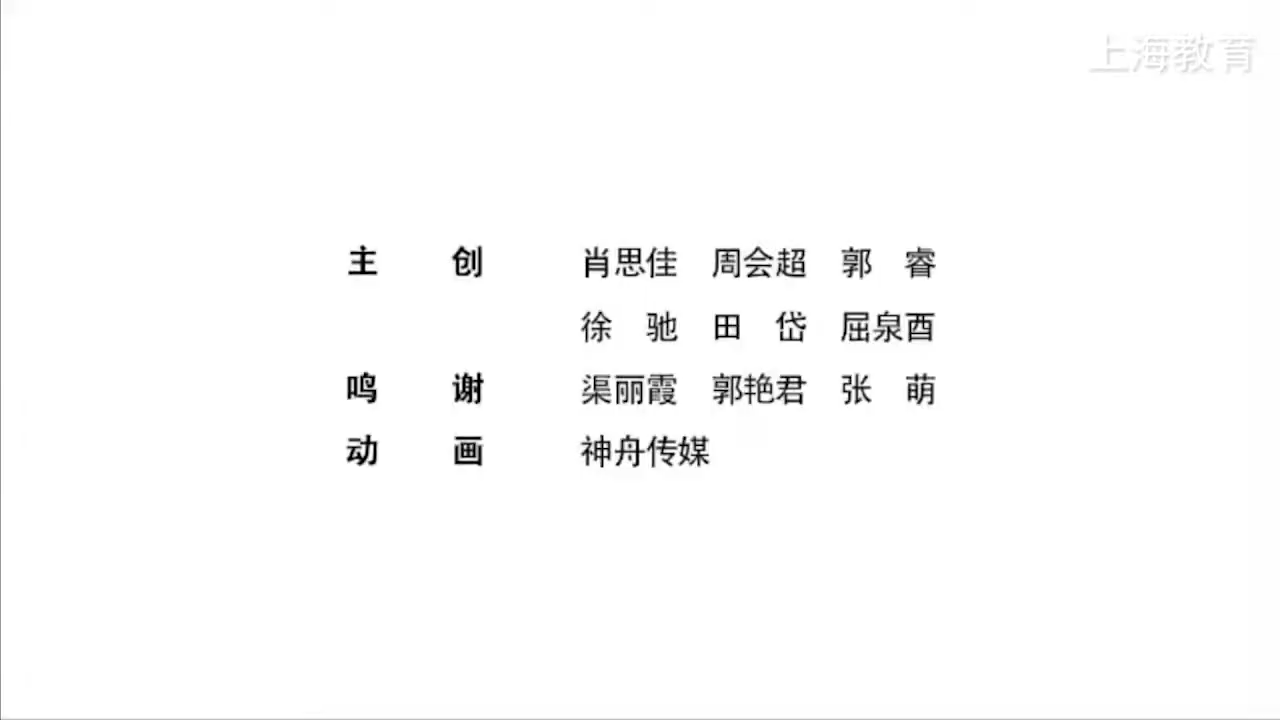 上海教育
主 创 肖思佳 周会超 郭 睿
徐 驰 田 岱 屈泉酉
鸣 谢 渠丽霞 郭艳君 张 萌
动 画 神舟传媒